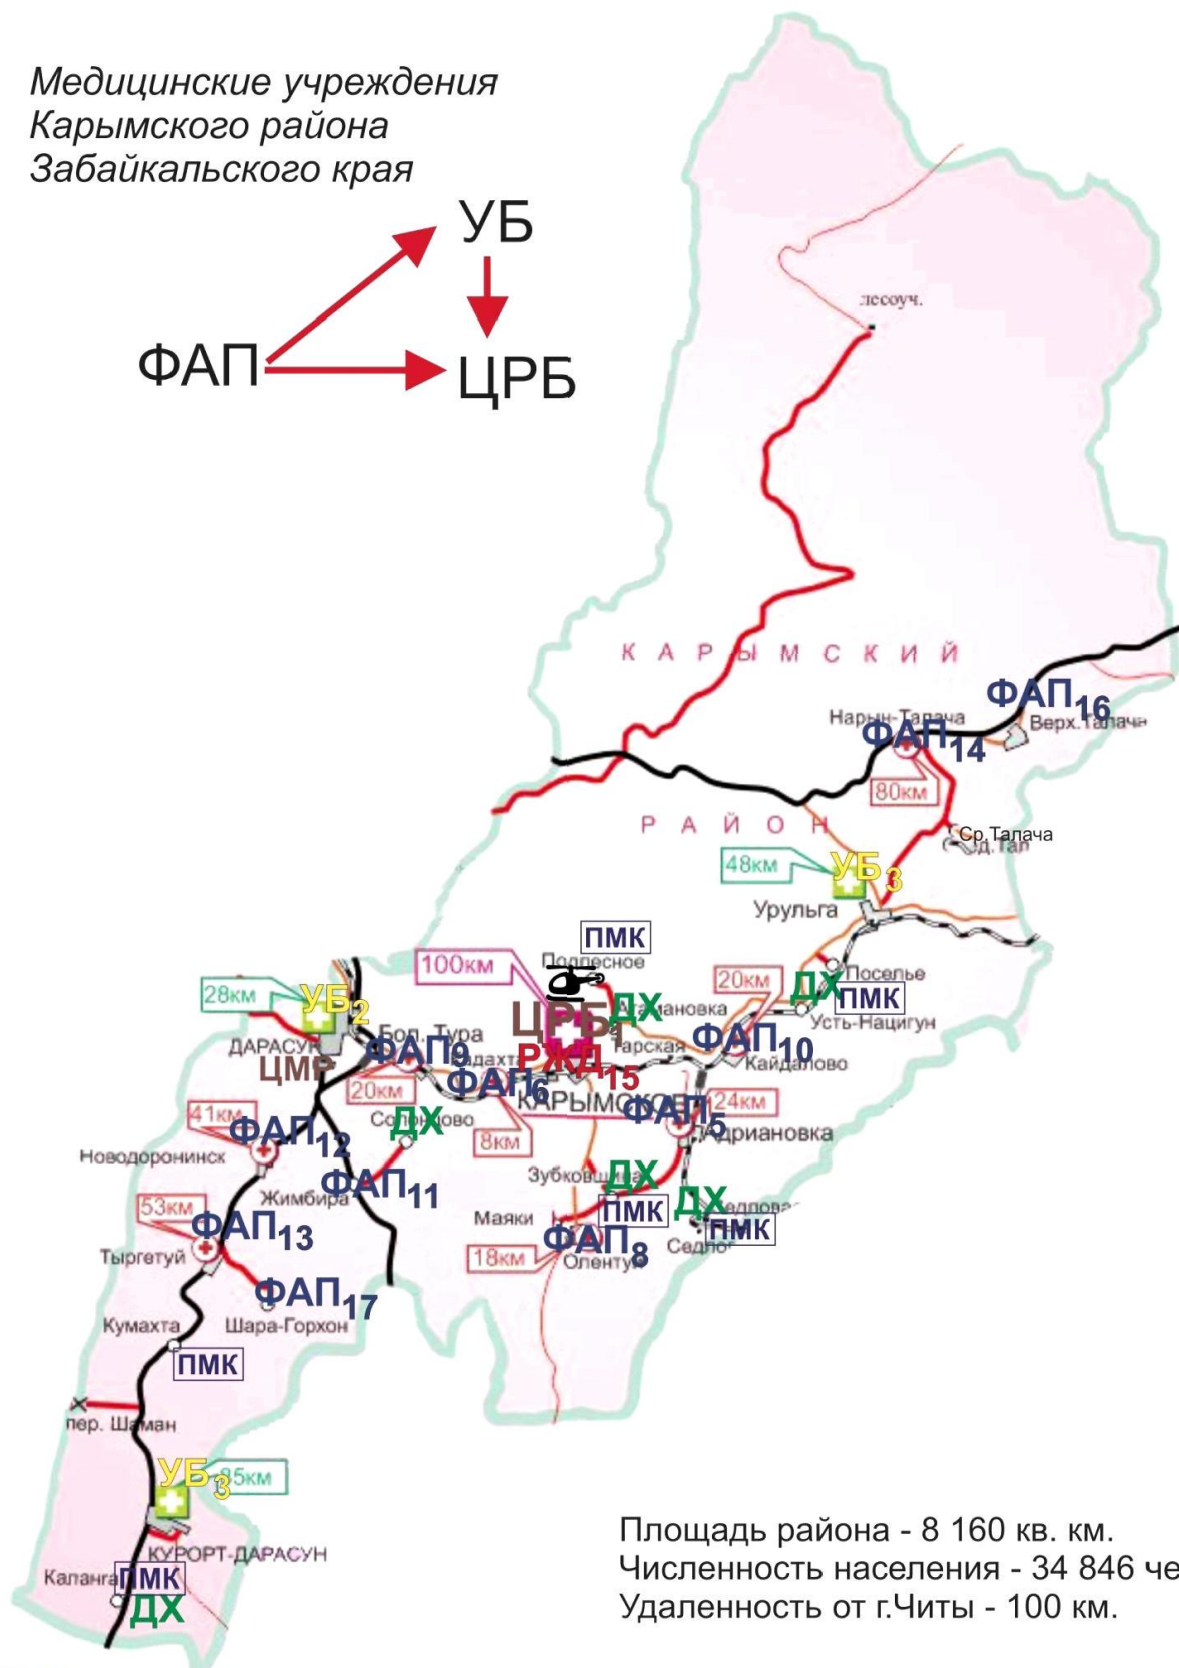 Медицинские учреждения
Карымского района
Забайкальского края
УБ
ФАП
ЦРБ
лесоуч.
КАРЫМСКИЙ
ФАП16
Нарын-Талача
Верх.Талача
ФАП14
80км
РАЙОН
Ср.Талача
48км
УБ3
Урульга
ПМК
Подлесное
100км
20км
Поселье
28км
УБ2
ДХ
ДХ
ПМК
Атамановка
Усть-Нацигун
ЦРБ1
Бол. Тура
ДАРАСУН
ФАП9
Тарская
ФАП10
ЦМР
РЖД15
Кайдалово
20км
ФАП6
КАРЫМСКОЕ
24км
41км
ДХ
Солонцово
ФАП5
ФАП12
8км
Адриановка
Новодоронинск
Зубковщина
ДХ
ФАП11
Жимбира
ДХ
53км
ПМК
ФАП13
Маяки
ПМК
Тыргетуй
ФАП8
Седлов
18км
Олентуй
ФАП17
Кумахта
Шара-Горхон
ПМК
пер. Шаман
УБ3
85км
КУРОРТ-ДАРАСУН
Каланга
ПМК
ДХ
Площадь района - 8 160 кв. км.
Численность населения - 34 846 че
Удаленность от г.Читы - 100 км.